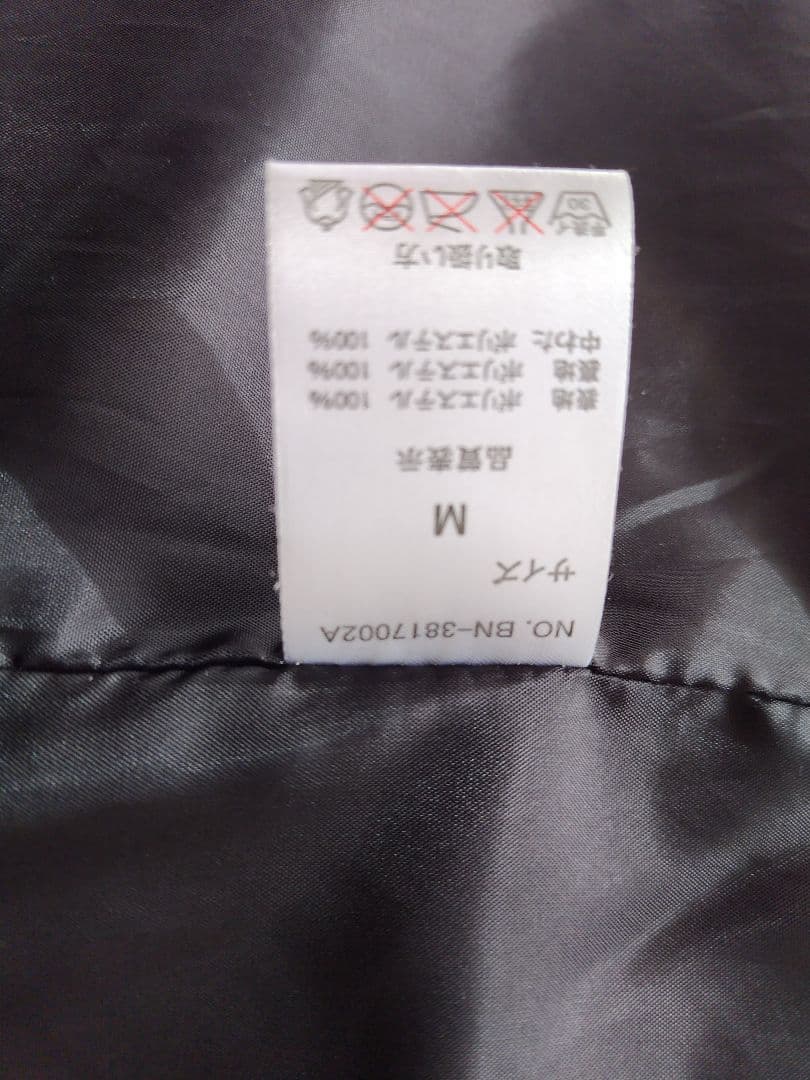 NO. BN-3817002A
サイズ
M
品質表示
表地 ポリエステル 100%
裏地 ポリエステル 100%
中わた ポリエステル 100%
取り扱い方
30